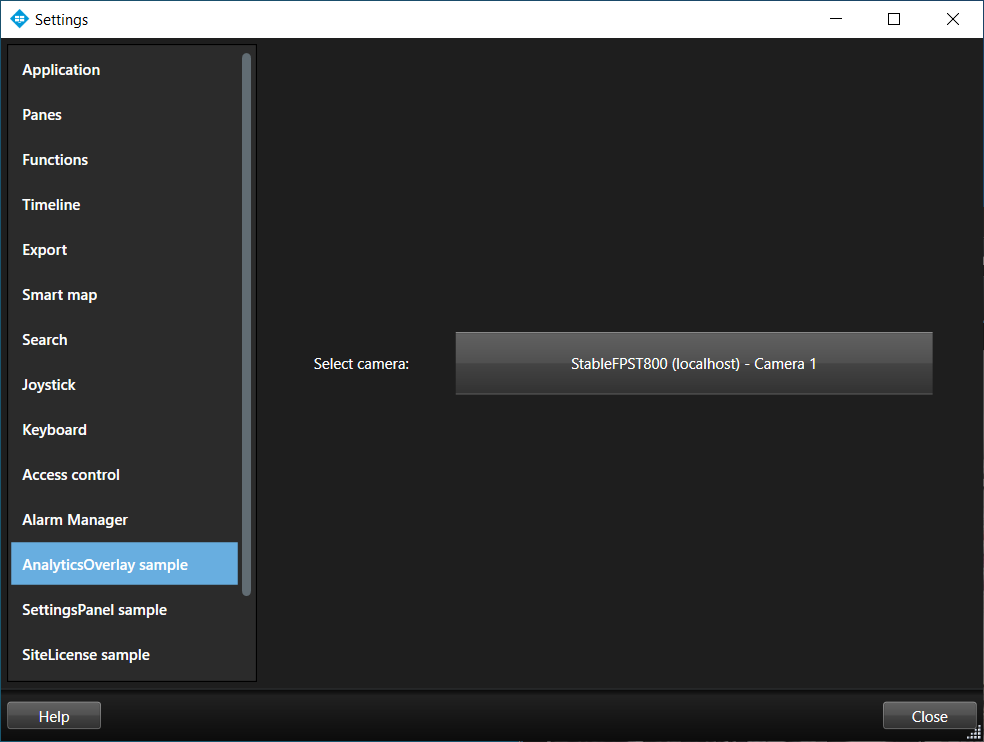 Settings
Application
Panes
Functions
Timeline
Export
Smart map
Search
Joystick
Keyboard
Access control
Alarm Manager
AnalyticsOverlay sample
SettingsPanel sample
SiteLicense sample
Select camera:
StableFPST800 (localhost) - Camera 1
Help
Close